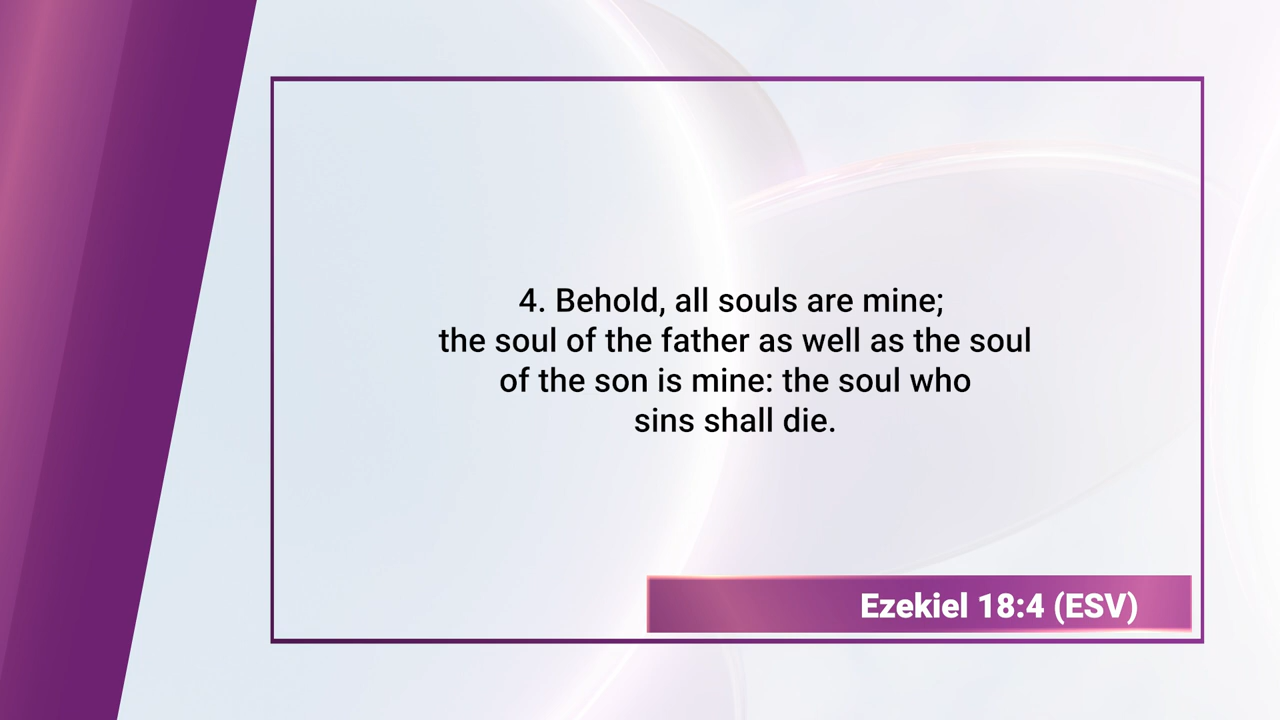 4. Behold, all souls are mine;
the soul of the father as well as the soul
of the son is mine: the soul who
sins shall die.
Ezekiel 18:4 (ESV)